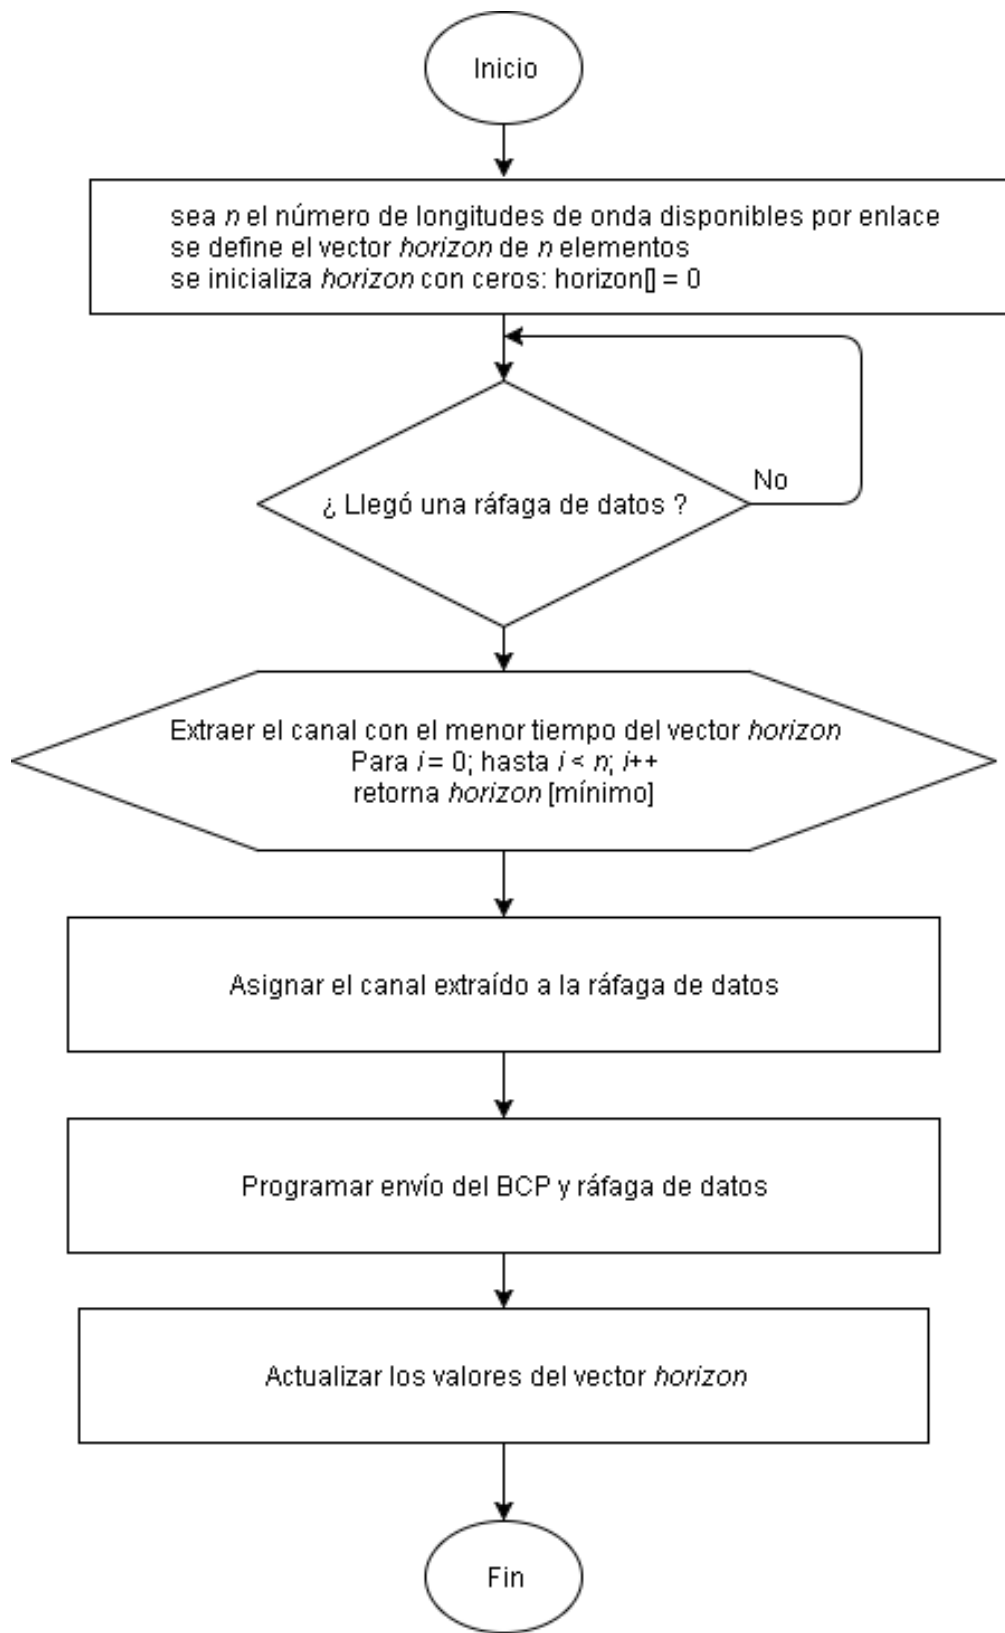 Inicio
sea n el número de longitudes de onda disponibles por enlace
se define el vector horizon de n elementos
se inicializa horizon con ceros: horizon[] = 0
¿ Llegó una ráfaga de datos ?
No
Extraer el canal con el menor tiempo del vector horizon
Para i = 0; hasta i < n; i++
retorna horizon [mínimo]
Asignar el canal extraído a la ráfaga de datos
Programar envío del BCP y ráfaga de datos
Actualizar los valores del vector horizon
Fin